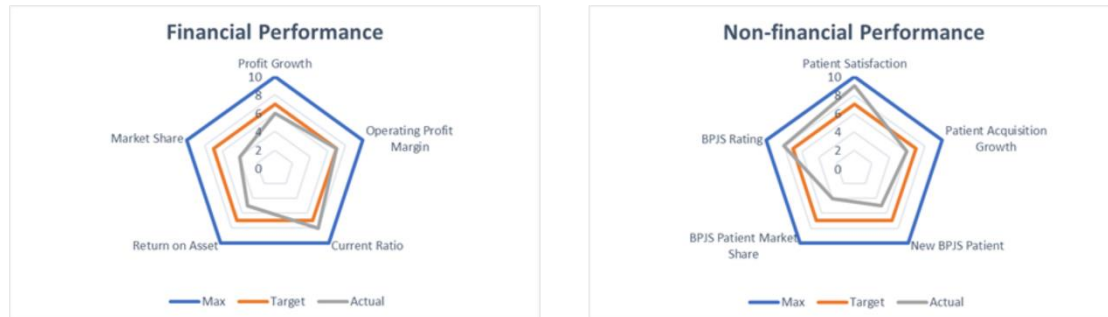 Financial Performance
Profit Growth
10
8
6
4
2
0
Operating Profit
Margin
Market Share
Return on Asset
Current Ratio
Max
Target
Actual
Non-financial Performance
Patient Satisfaction
10
8
6
4
2
0
Patient Acquisition
Growth
BPJS Rating
BPJS Patient Market
Share
New BPJS Patient
Max
Target
Actual